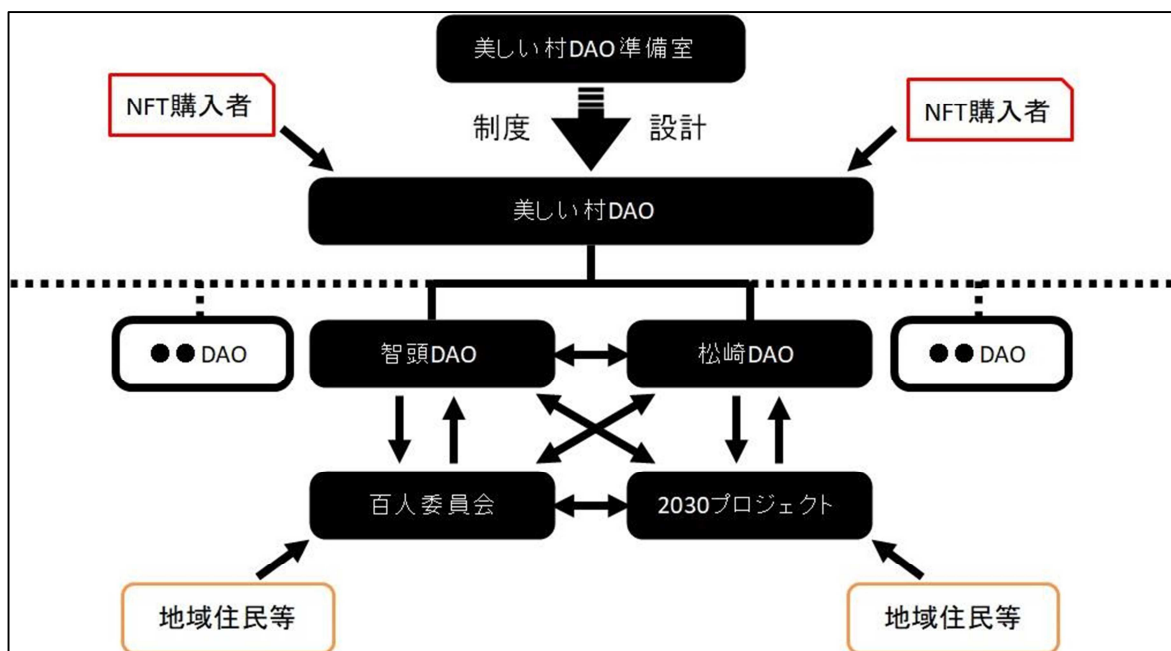 美しい村DAO準備室
NFT購入者
NFT購入者
制度 設計
美しい村DAO
●●DAO
智頭DAO
松崎DAO
●●DAO
百人委員会
2030プロジェクト
地域住民等
地域住民等